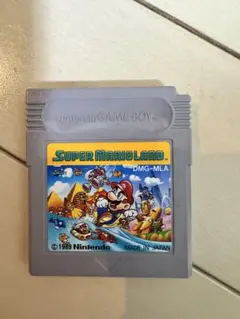 Nintendo GAME BOY
SUPER MARIO LAND
DMG-MLA
©1989 Nintendo
MADE IN JAPAN